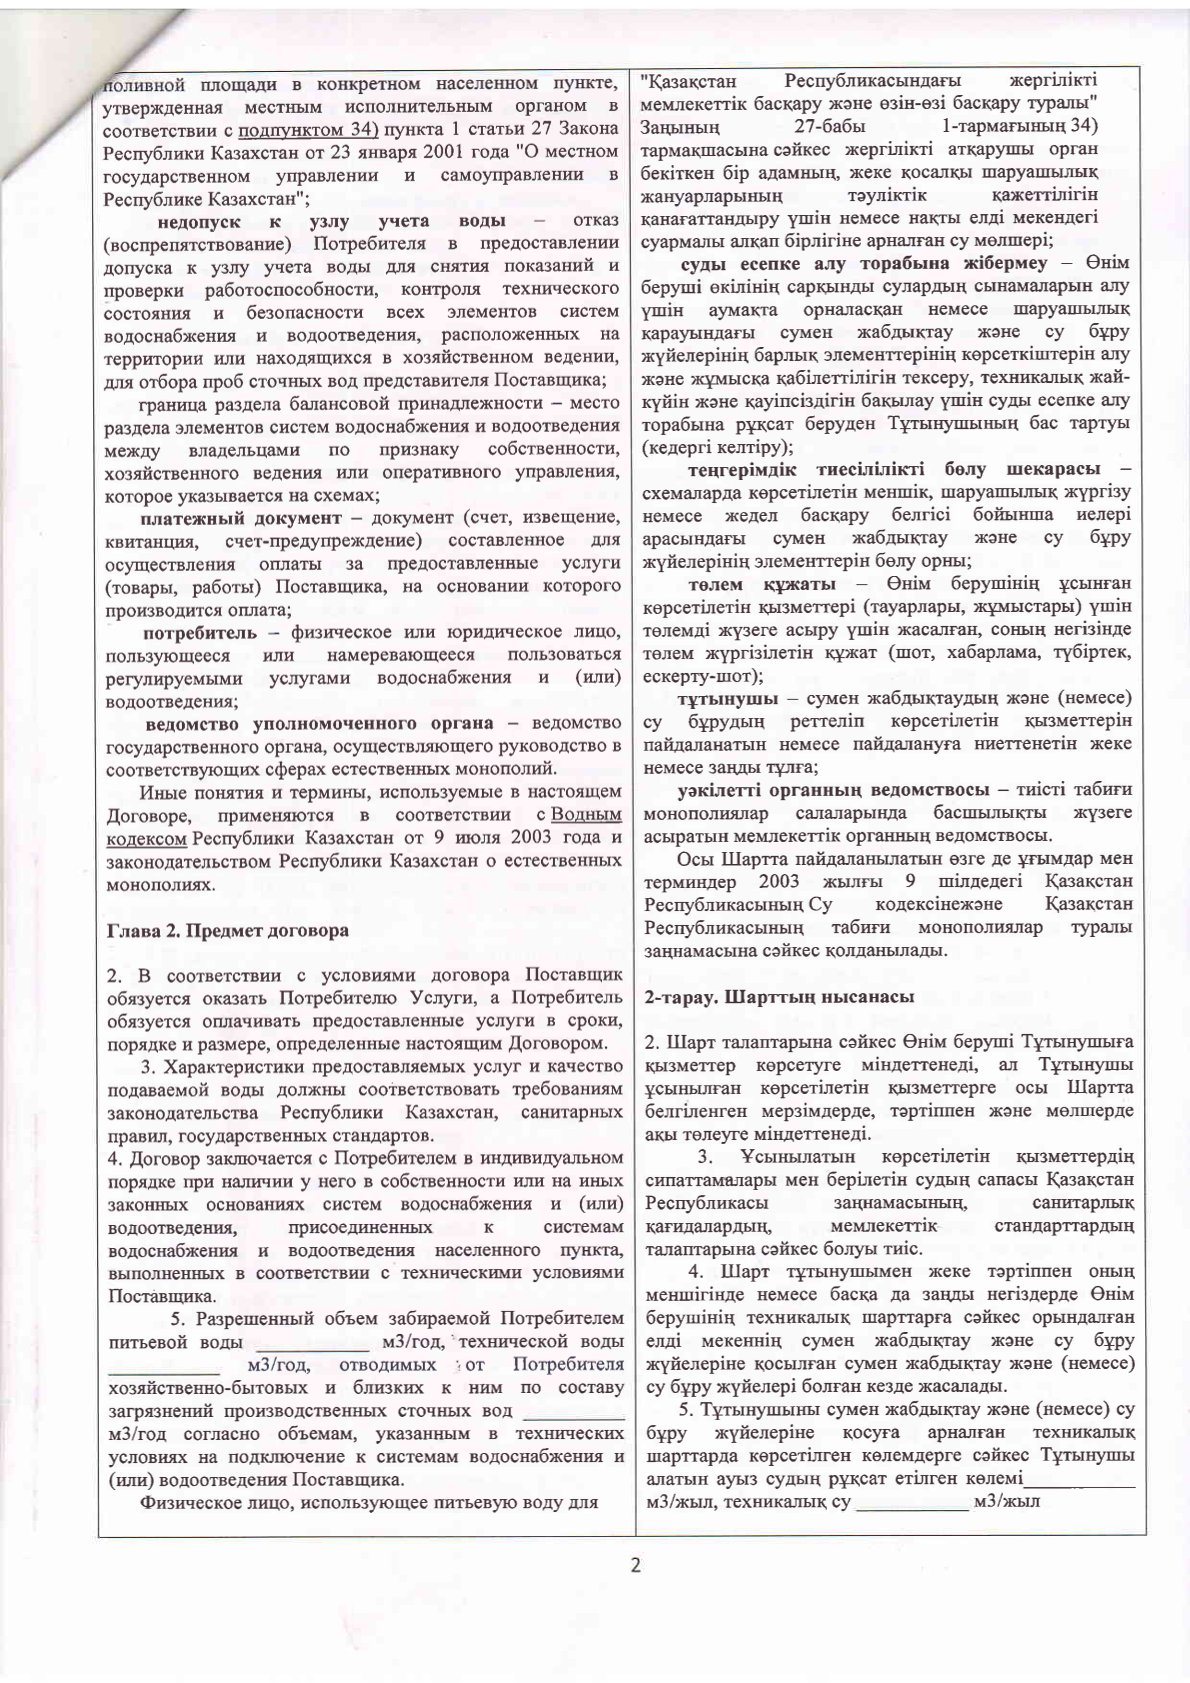 поливной площади в конкретном населенном пункте,
утвержденная местным исполнительным органом в
соответствии с подпунктом 34) пункта 1 статьи 27 Закона
Республики Казахстан от 23 января 2001 года "О местном
государственном управлении и самоуправлении в
Республике Казахстан";
недопуск к узлу учета воды – отказ
(воспрепятствование) Потребителя в предоставлении
допуска к узлу учета воды для снятия показаний и
проверки работоспособности, контроля технического
состояния и безопасности всех элементов систем
водоснабжения и водоотведения, расположенных на
территории или находящихся в хозяйственном ведении,
для отбора проб сточных вод представителя Поставщика;
граница раздела балансовой принадлежности – место
раздела элементов систем водоснабжения и водоотведения
между владельцами по признаку собственности,
хозяйственного ведения или оперативного управления,
которое указывается на схемах;
платежный документ – документ (счет, извещение,
квитанция, счет-предупреждение) составленное для
осуществления оплаты за предоставленные услуги
(товары, работы) Поставщика, на основании которого
производится оплата;
потребитель – физическое или юридическое лицо,
пользующееся или намеревающееся пользоваться
регулируемыми услугами водоснабжения и (или)
водоотведения;
ведомство уполномоченного органа – ведомство
государственного органа, осуществляющего руководство в
соответствующих сферах естественных монополий.
Иные понятия и термины, используемые в настоящем
Договоре, применяются в соответствии с Водным
кодексом Республики Казахстан от 9 июля 2003 года и
законодательством Республики Казахстан о естественных
монополиях.
Глава 2. Предмет договора
2. В соответствии с условиями договора Поставщик
обязуется оказать Потребителю Услуги, а Потребитель
обязуется оплачивать предоставленные услуги в сроки,
порядке и размере, определенные настоящим Договором.
3. Характеристики предоставляемых услуг и качество
подаваемой воды должны соответствовать требованиям
законодательства Республики Казахстан, санитарных
правил, государственных стандартов.
4. Договор заключается с Потребителем в индивидуальном
порядке при наличии у него в собственности или на иных
законных основаниях систем водоснабжения и (или)
водоотведения, присоединенных к системам
водоснабжения и водоотведения населенного пункта,
выполненных в соответствии с техническими условиями
Поставщика.
5. Разрешенный объем забираемой Потребителем
питьевой воды ____________ м3/год, технической воды
____________ м3/год, отводимых от Потребителя
хозяйственно-бытовых и близких к ним по составу
загрязнений производственных сточных вод ___________
м3/год согласно объемам, указанным в технических
условиях на подключение к системам водоснабжения и
(или) водоотведения Поставщика.
Физическое лицо, использующее питьевую воду для
"Қазақстан Республикасындағы жергілікті
мемлекеттік басқару және өзін-өзі басқару туралы"
Заңының 27-бабы 1-тармағының 34)
тармақшасына сәйкес жергілікті атқарушы орган
бекіткен бір адамның, жеке қосалқы шаруашылық
жануарларының тәуліктік қажеттілігін
қанағаттандыру үшін немесе нақты елді мекендегі
суармалы алқап бірлігіне арналған су мөлшері;
суды есепке алу торабына жібермеу – Өнім
беруші өкілінің сарқынды сулардың сынамаларын алу
үшін аумақта орналасқан немесе шаруашылық
қарауындағы сумен жабдықтау және су бұру
жүйелерінің барлық элементтерінің көрсеткіштерін алу
және жұмысқа қабілеттілігін тексеру, техникалық жай-
күйін және қауіпсіздігін бақылау үшін суды есепке алу
торабына рұқсат беруден Тұтынушының бас тартуы
(кедергі келтіру);
теңгерімдік тиесілілікті бөлу шекарасы –
схемаларда көрсетілетін меншік, шаруашылық жүргізу
немесе жедел басқару белгісі бойынша иелері
арасындағы сумен жабдықтау және су бұру
жүйелерінің элементтерін бөлу орны;
төлем құжаты – Өнім берушінің ұсынған
көрсетілетін қызметтері (тауарлары, жұмыстары) үшін
төлемді жүзеге асыру үшін жасалған, соның негізінде
төлем жүргізілетін құжат (шот, хабарлама, түбіртек,
ескерту-шот);
тұтынушы – сумен жабдықтаудың және (немесе)
су бұрудың реттеліп көрсетілетін қызметтерін
пайдаланатын немесе пайдалануға ниеттенетін жеке
немесе заңды тұлға;
уәкілетті органның ведомствосы – тиісті табиғи
монополиялар салаларында басшылықты жүзеге
асыратын мемлекеттік органның ведомствосы.
Осы Шартта пайдаланылатын өзге де ұғымдар мен
терминдер 2003 жылғы 9 шілдедегі Қазақстан
Республикасының Су кодексінежәне Қазақстан
Республикасының табиғи монополиялар туралы
заңнамасына сәйкес қолданылады.
2-тарау. Шарттың нысанасы
2. Шарт талаптарына сәйкес Өнім беруші Тұтынушыға
қызметтер көрсетуге міндеттенеді, ал Тұтынушы
ұсынылған көрсетілетін қызметтерге осы Шартта
белгіленген мерзімдерде, тәртіппен және мөлшерде
ақы төлеуге міндеттенеді.
3. Ұсынылатын көрсетілетін қызметтердің
сипаттамалары мен берілетін судың сапасы Қазақстан
Республикасы заңнамасының, санитарлық
қағидалардың, мемлекеттік стандарттардың
талаптарына сәйкес болуы тиіс.
4. Шарт тұтынушымен жеке тәртіппен оның
меншігінде немесе басқа да заңды негіздерде Өнім
берушінің техникалық шарттарға сәйкес орындалған
елді мекеннің сумен жабдықтау және су бұру
жүйелеріне қосылған сумен жабдықтау және (немесе)
су бұру жүйелері болған кезде жасалады.
5. Тұтынушыны сумен жабдықтау және (немесе) су
бұру жүйелеріне қосуға арналған техникалық
шарттарда көрсетілген көлемдерге сәйкес Тұтынушы
алатын ауыз судың рұқсат етілген көлемі____________
м3/жыл, техникалық су ____________ м3/жыл
2